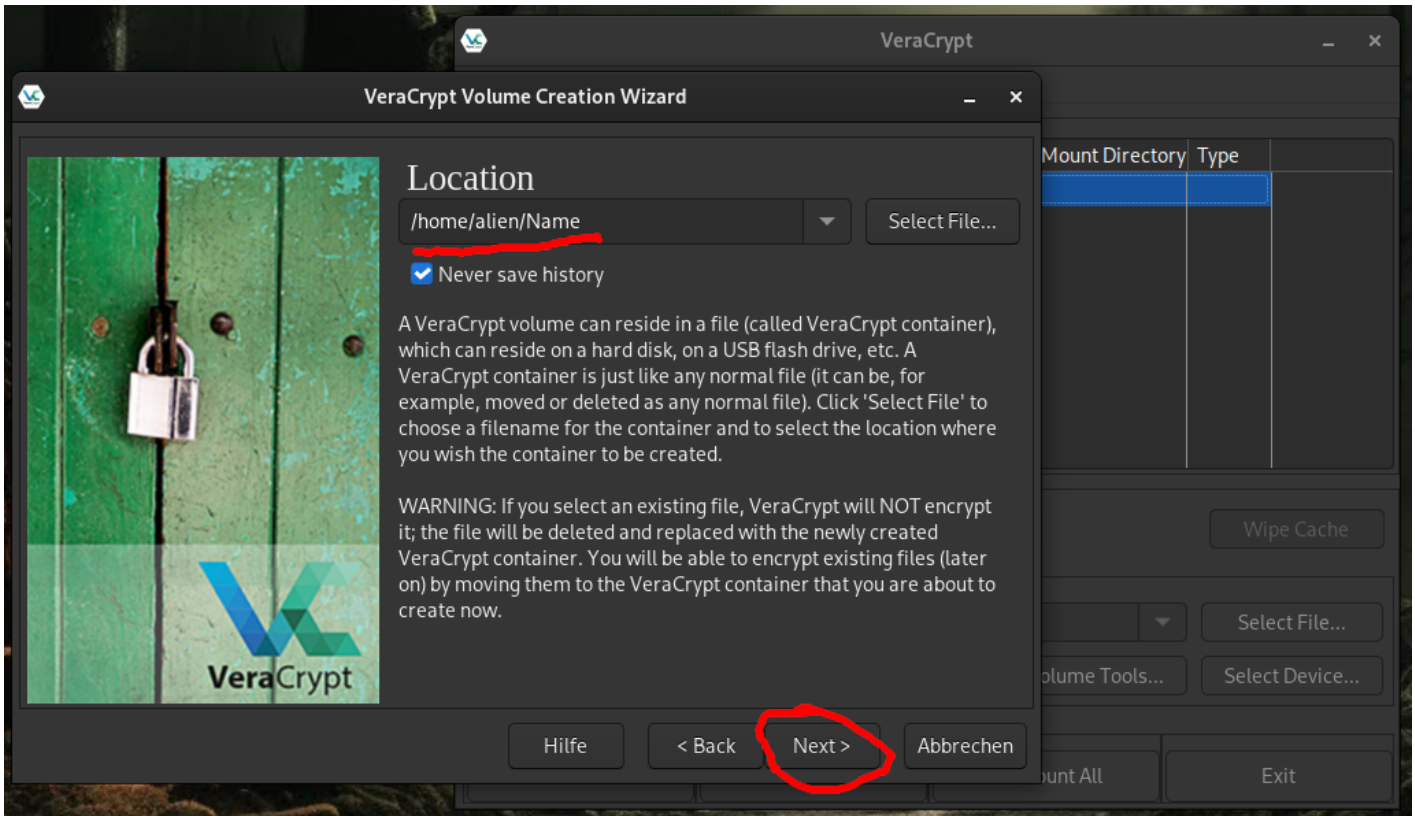 VeraCrypt
VeraCrypt Volume Creation Wizard
Mount Directory Type
Location
/home/alien/Name
Select File...
Never save history
A VeraCrypt volume can reside in a file (called VeraCrypt container),
which can reside on a hard disk, on a USB flash drive, etc. A
VeraCrypt container is just like any normal file (it can be, for
example, moved or deleted as any normal file). Click 'Select File' to
choose a filename for the container and to select the location where
you wish the container to be created.
WARNING: If you select an existing file, VeraCrypt will NOT encrypt
it; the file will be deleted and replaced with the newly created
VeraCrypt container. You will be able to encrypt existing files (later
on) by moving them to the VeraCrypt container that you are about to
create now.
VeraCrypt
Wipe Cache
Select File...
olume Tools...
Select Device...
Hilfe
< Back
Next >
Abbrechen
ount All
Exit